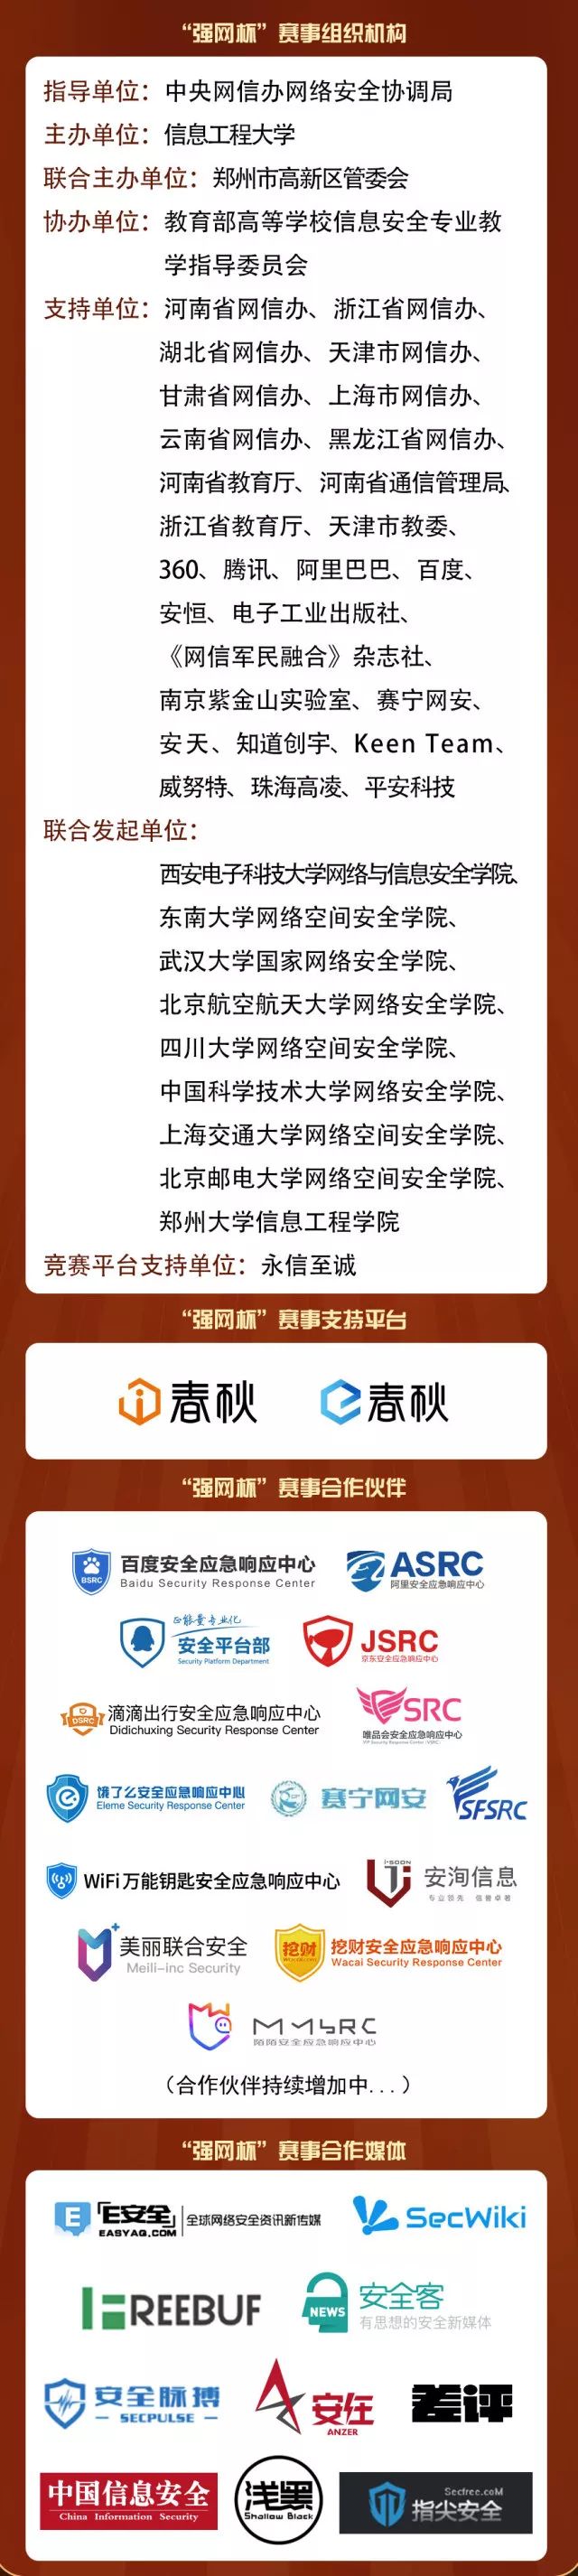 “强网杯”赛事组织机构
指导单位：中央网信办网络安全协调局
主办单位：信息工程大学
联合主办单位：郑州市高新区管委会
协办单位：教育部高等学校信息安全专业教
学指导委员会
支持单位：河南省网信办、浙江省网信办、
湖北省网信办、天津市网信办、
甘肃省网信办、上海市网信办、
云南省网信办、黑龙江省网信办、
河南省教育厅、河南省通信管理局、
浙江省教育厅、天津市教委、
360、腾讯、阿里巴巴、百度、
安恒、电子工业出版社、
《网信军民融合》杂志社、
南京紫金山实验室、赛宁网安、
安天、知道创宇、Keen Team、
威努特、珠海高凌、平安科技
联合发起单位：
西安电子科技大学网络与信息安全学院、
东南大学网络空间安全学院、
武汉大学国家网络安全学院、
北京航空航天大学网络安全学院、
四川大学网络空间安全学院、
中国科学技术大学网络安全学院、
上海交通大学网络空间安全学院、
北京邮电大学网络空间安全学院、
郑州大学信息工程学院
竞赛平台支持单位：永信至诚
“强网杯”赛事支持平台
i春秋 e春秋
“强网杯”赛事合作伙伴
BSRC 百度安全应急响应中心 ASRC
Baidu Security Response Center 阿里安全应急响应中心
正能量专业化
安全平台部 JSRC
Security Platform Department 京东安全应急响应中心
DSRC 滴滴出行安全应急响应中心 SRC
Didichuxing Security Response Center 唯品会安全应急响应中心
饿了么安全应急响应中心 赛宁网安 SFSRC
Eleme Security Response Center
WiFi万能钥匙安全应急响应中心 i-SOON 安洵信息
专业领先 信誉卓著
美丽联合安全 挖财 挖财安全应急响应中心
Meili-inc Security Wacai Security Response Center
MMSRC
陌陌安全应急响应中心
（合作伙伴持续增加中...）
“强网杯”赛事合作媒体
E 「E安全」 全球网络安全资讯新传媒 SecWiki
EASYAQ.COM
FREEBUF NEWS 安全客
有思想的安全新媒体
安全脉搏 安在 差评
SECPULSE ANZER
中国信息安全 浅黑 Secfree.coM
China Information Security Shallow Black 指尖安全